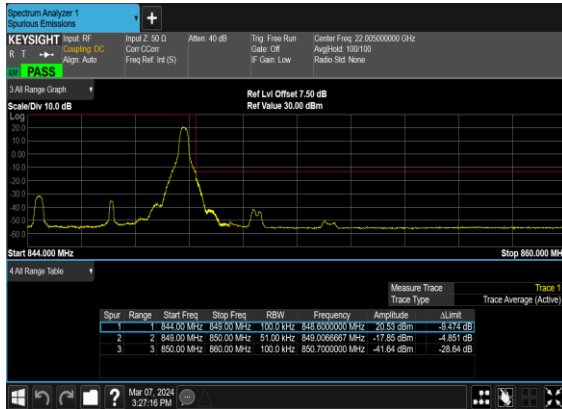 Spectrum Analyzer 1
Spurious Emissions
+
KEYSIGHT Input: RF Input Z: 50 Ω Atten: 40 dB Trig: Free Run Center Freq: 22.005000000 GHz
R T Coupling: DC Corr CCorr Gate: Off Avg|Hold: 100/100
Align: Auto Freq Ref: Int (S) IF Gain: Low Radio Std: None
PASS
3 All Range Graph
Ref Lvl Offset 7.50 dB
Scale/Div 10.0 dB Ref Value 30.00 dBm
Log
20.0
10.0
0.00
-10.0
-20.0
-30.0
-40.0
-50.0
-60.0
Start 844.000 MHz Stop 860.000 MHz
4 All Range Table
Measure Trace Trace 1
Trace Type Trace Average (Active)
Spur Range Start Freq Stop Freq RBW Frequency Amplitude ΔLimit
1 1 844.00 MHz 849.00 MHz 100.0 kHz 848.6000000 MHz 20.53 dBm -9.474 dB
2 2 849.00 MHz 850.00 MHz 51.00 kHz 849.0066667 MHz -17.85 dBm -4.851 dB
3 3 850.00 MHz 860.00 MHz 100.0 kHz 850.7000000 MHz -41.64 dBm -28.64 dB
? Mar 07, 2024
3:27:16 PM